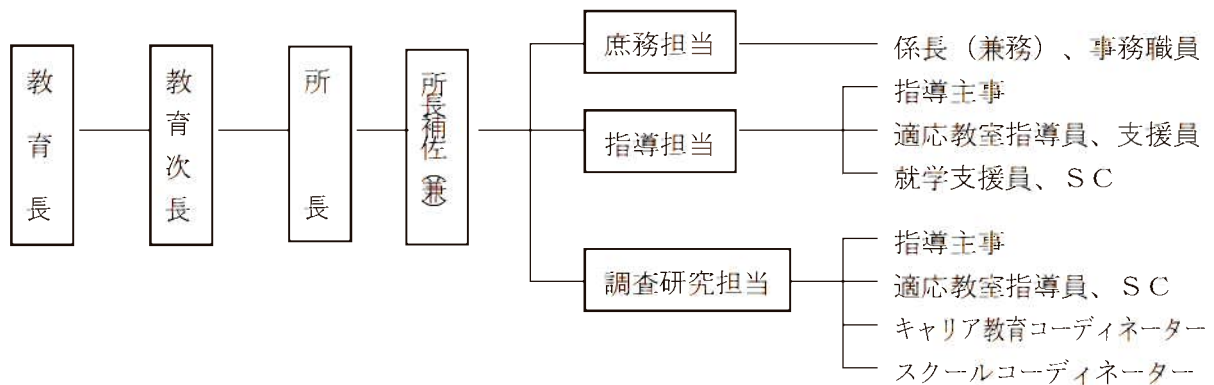 教育長
教育次長
所長
所長補佐（兼）
庶務担当
係長（兼務）、事務職員
指導担当
指導主事
適応教室指導員、支援員
就学支援員、ＳＣ
調査研究担当
指導主事
適応教室指導員、ＳＣ
キャリア教育コーディネーター
スクールコーディネーター